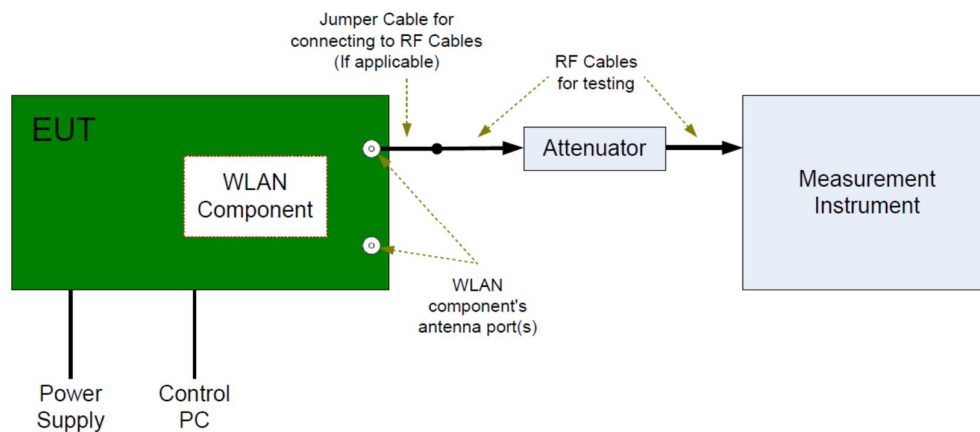 Jumper Cable for
connecting to RF Cables
(If applicable)
RF Cables
for testing
EUT
WLAN
Component
Attenuator
Measurement
Instrument
WLAN
component's
antenna port(s)
Power
Supply
Control
PC